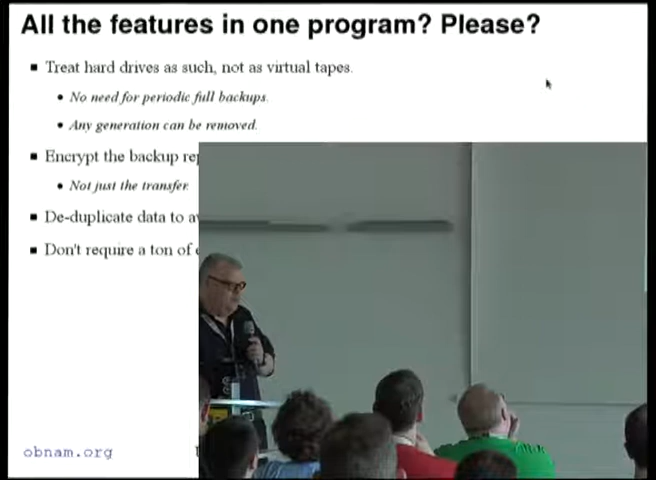 All the features in one program? Please?
Treat hard drives as such, not as virtual tapes.
No need for periodic full backups.
Any generation can be removed.
Encrypt the backup
Not just the transfer.
De-duplicate data to
Don't require a ton of
obnam.org